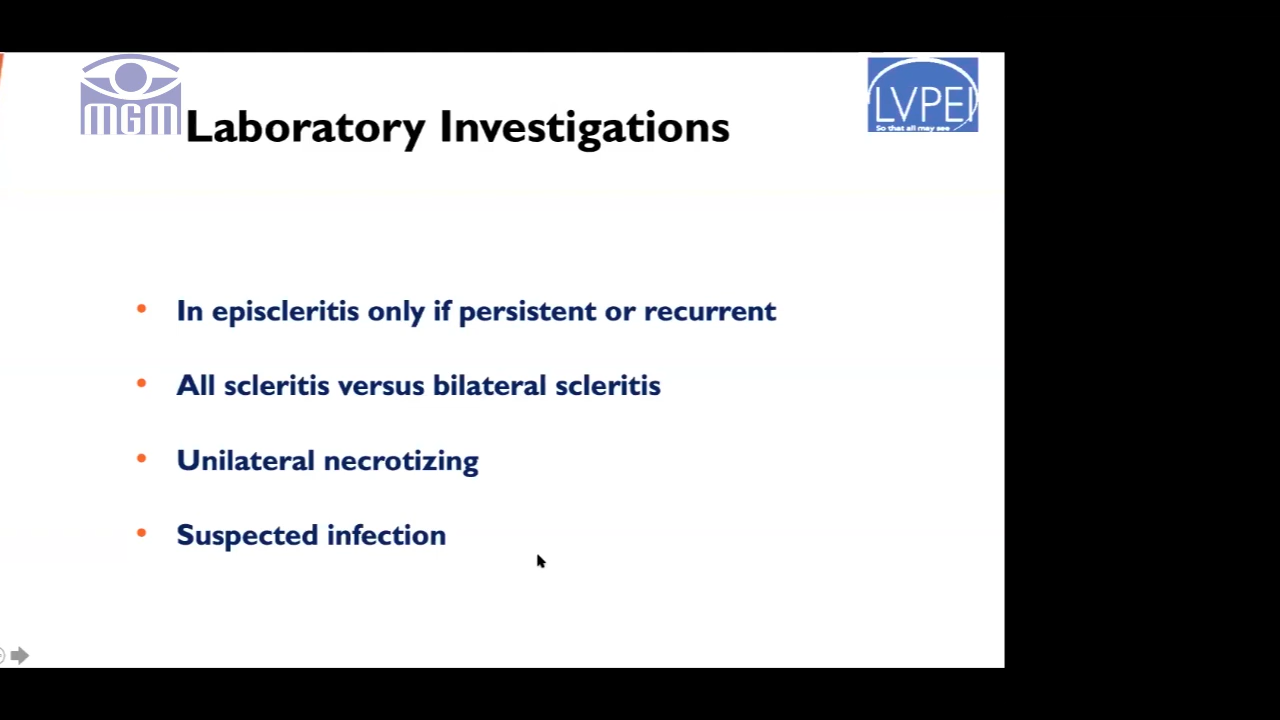 MGM
Laboratory Investigations
LVPEI
So that all may see
• In episcleritis only if persistent or recurrent
• All scleritis versus bilateral scleritis
• Unilateral necrotizing
• Suspected infection